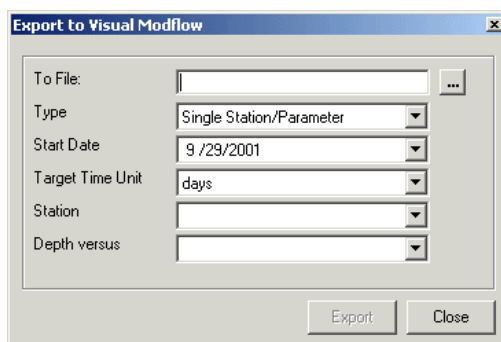 Export to Visual Modflow
To File:
...
Type Single Station/Parameter
Start Date 9 /29/2001
Target Time Unit days
Station
Depth versus
Export Close